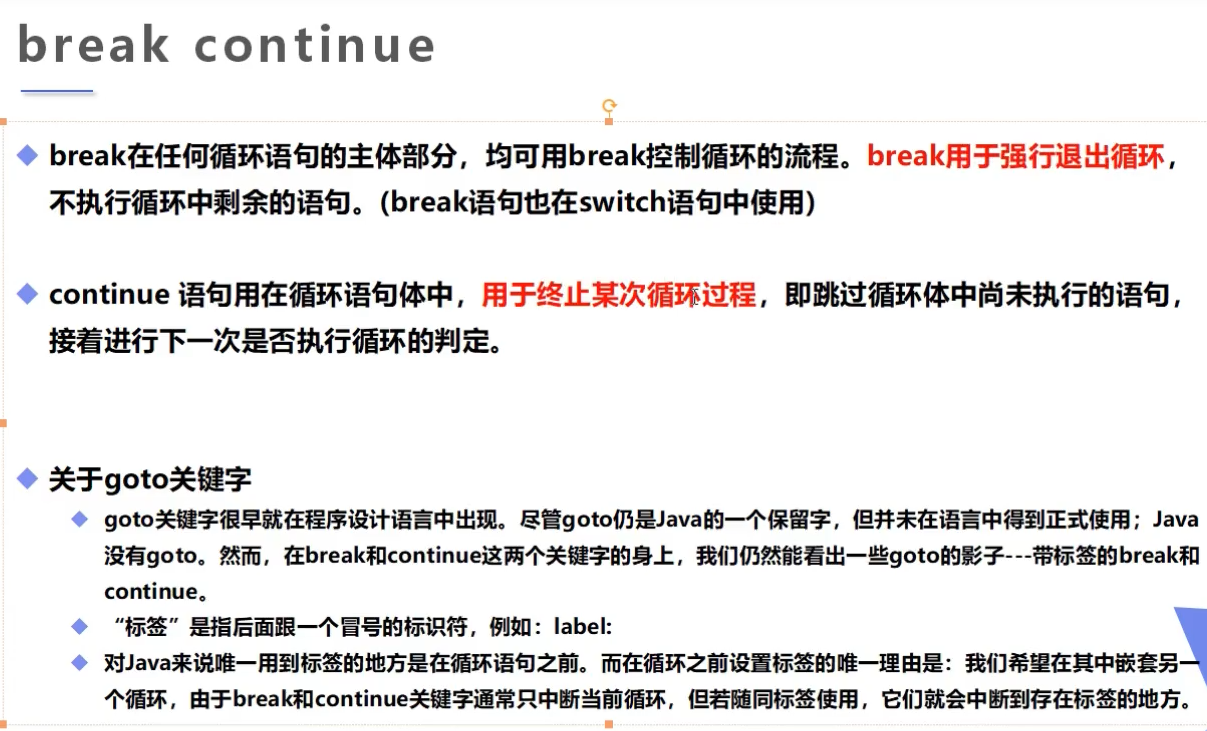 break continue
break在任何循环语句的主体部分，均可用break控制循环的流程。break用于强行退出循环，
不执行循环中剩余的语句。(break语句也在switch语句中使用)
continue 语句用在循环语句体中，用于终止某次循环过程，即跳过循环体中尚未执行的语句，
接着进行下一次是否执行循环的判定。
关于goto关键字
goto关键字很早就在程序设计语言中出现。尽管goto仍是Java的一个保留字，但并未在语言中得到正式使用；Java
没有goto。然而，在break和continue这两个关键字的身上，我们仍然能看出一些goto的影子---带标签的break和
continue。
“标签”是指后面跟一个冒号的标识符，例如：label:
对Java来说唯一用到标签的地方是在循环语句之前。而在循环之前设置标签的唯一理由是：我们希望在其中嵌套另一
个循环，由于break和continue关键字通常只中断当前循环，但若随同标签使用，它们就会中断到存在标签的地方。